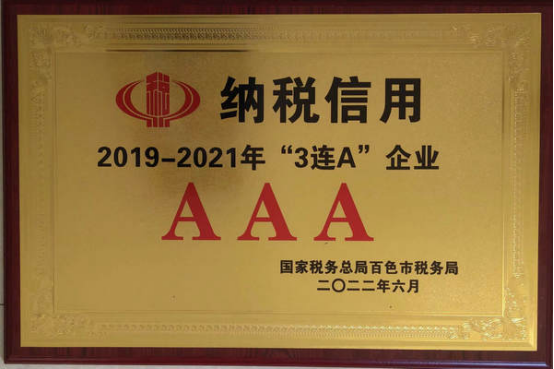 税 纳税信用
2019-2021年“3连A”企业
AAA
国家税务总局百色市税务局
二〇二二年六月